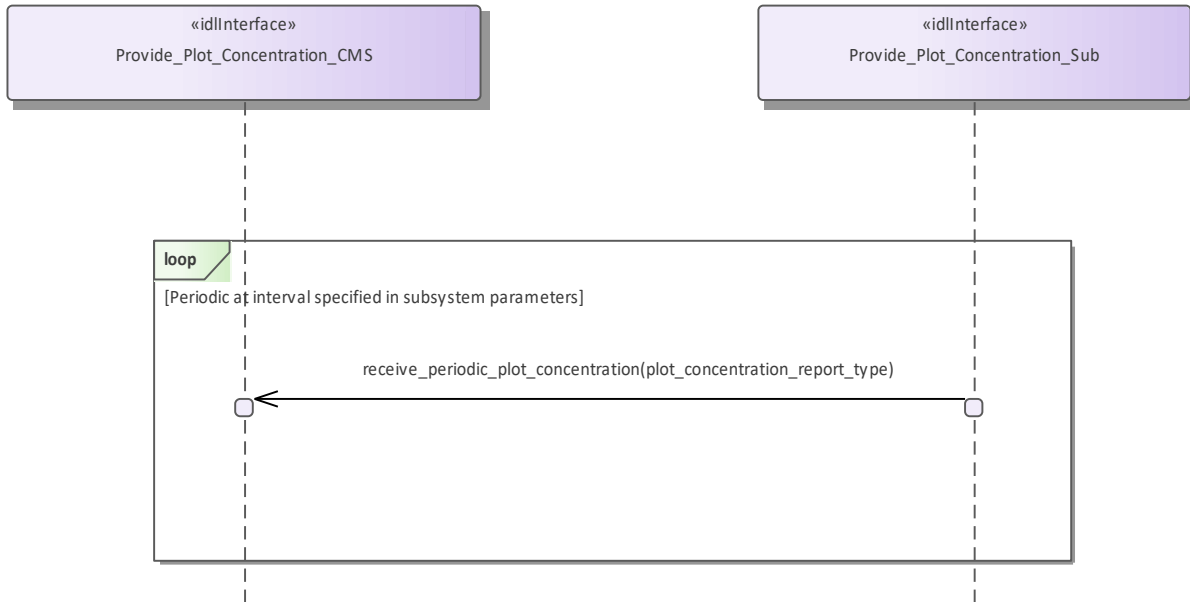 «idlInterface»
Provide_Plot_Concentration_CMS
«idlInterface»
Provide_Plot_Concentration_Sub
loop
[Periodic at interval specified in subsystem parameters]
receive_periodic_plot_concentration(plot_concentration_report_type)